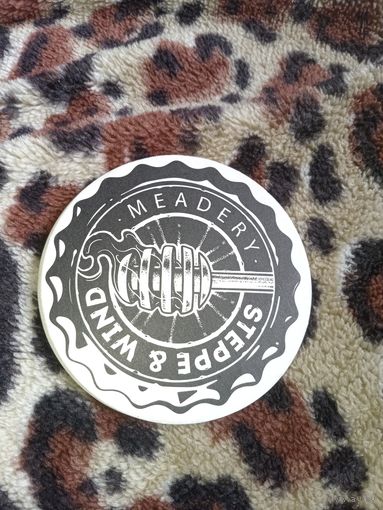 · MEADERY ·
STEPPE & WIND